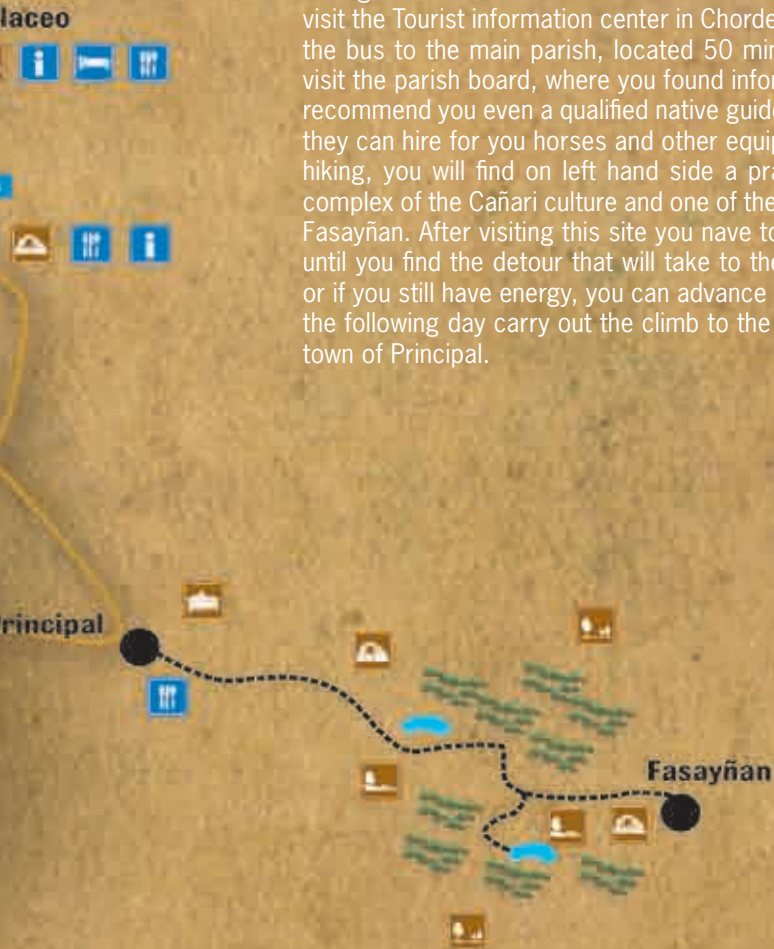 laceo
visit the Tourist information center in Chorde
the bus to the main parish, located 50 min
visit the parish board, where you found infor
recommend you even a qualified native guide
they can hire for you horses and other equip
hiking, you will find on left hand side a pra
complex of the Cañari culture and one of the
Fasayñan. After visiting this site you nave to
until you find the detour that will take to the
or if you still have energy, you can advance
the following day carry out the climb to the
town of Principal.
rincipal
Fasayñan